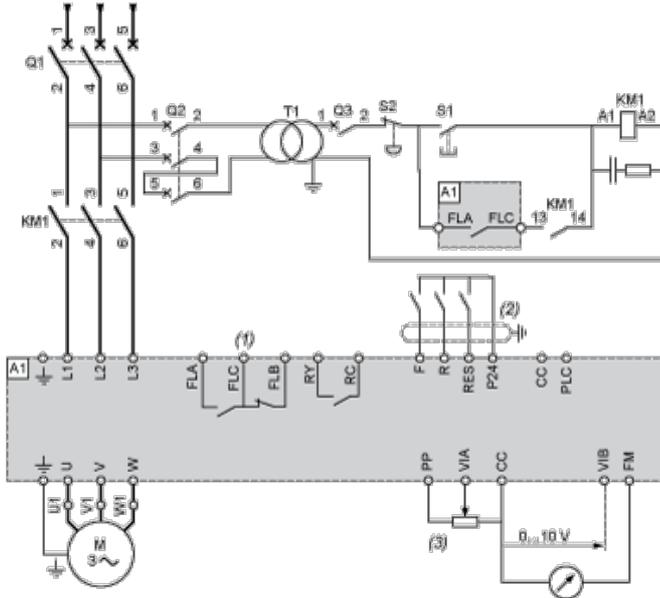 1 3 5
Q1
2 4 6
1 Q2 2
3 4
5 6
T1
1 Q3 2
S2
S1
KM1
A1 A2
A1
FLA FLC
KM1
13 14
1 3 5
KM1
2 4 6
(1)
(2)
A1
L1 L2 L3
FLA FLC FLB RY RC
F R RES P24 CC PLC
U V W
PP VIA CC VIB FM
U1 V1 W1
M
3~
(3)
0...10 V